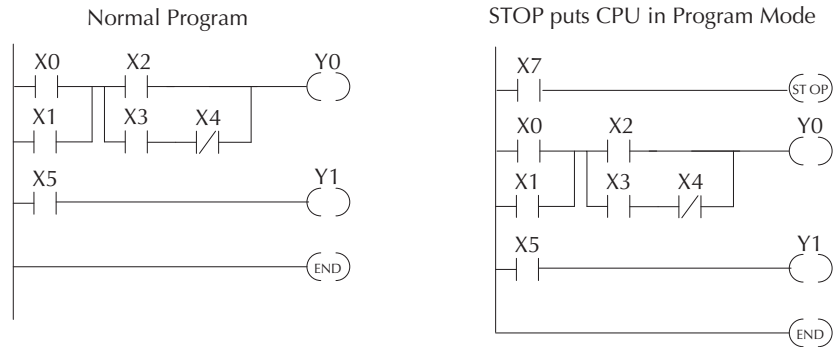 Normal Program
X0 X2 Y0
X1 X3 X4
X5 Y1
END
STOP puts CPU in Program Mode
X7
STOP
X0 X2 Y0
X1 X3 X4
X5 Y1
END